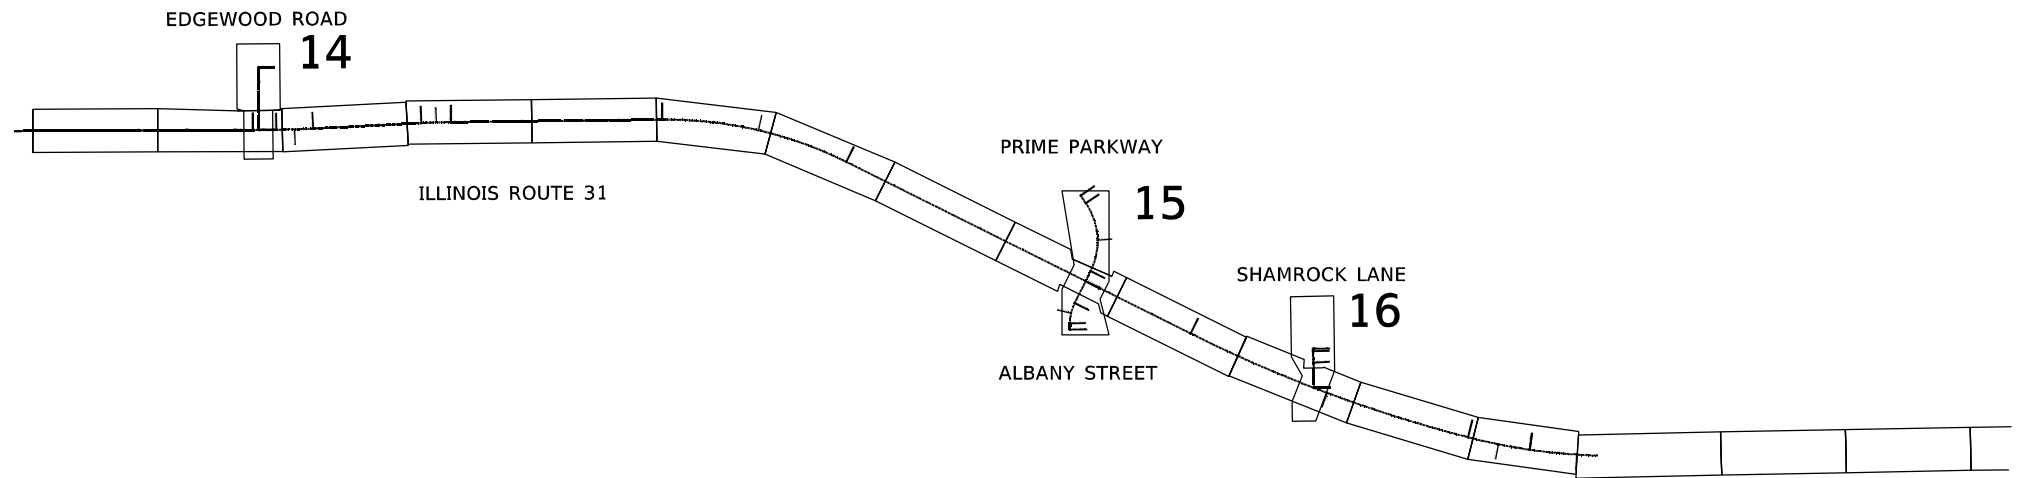 EDGEWOOD ROAD
14
ILLINOIS ROUTE 31
PRIME PARKWAY
15
SHAMROCK LANE
16
ALBANY STREET